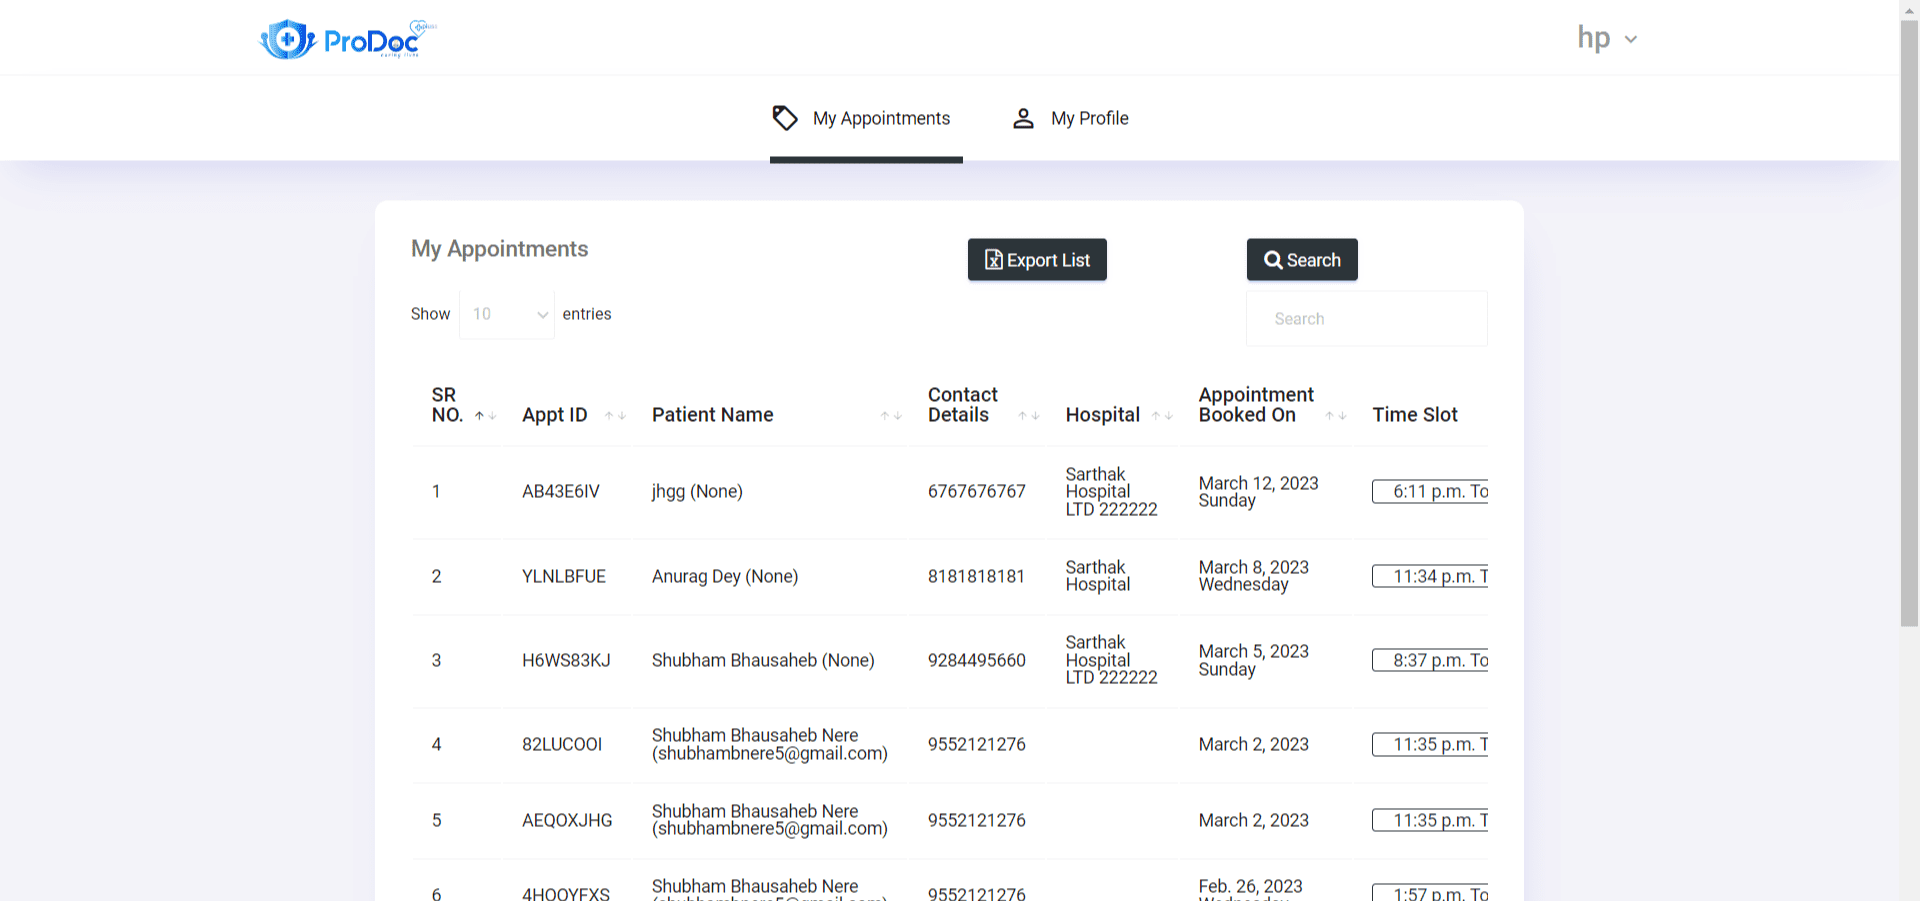 ProDoc
hp
My Appointments
My Profile
My Appointments
Export List
Search
Show 10 entries
Search
SR NO.
Appt ID
Patient Name
Contact Details
Hospital
Appointment Booked On
Time Slot
1
AB43E6IV
jhgg (None)
6767676767
Sarthak
Hospital
LTD 222222
March 12, 2023
Sunday
6:11 p.m. To
2
YLNLBFUE
Anurag Dey (None)
8181818181
Sarthak
Hospital
March 8, 2023
Wednesday
11:34 p.m. T
3
H6WS83KJ
Shubham Bhausaheb (None)
9284495660
Sarthak
Hospital
LTD 222222
March 5, 2023
Sunday
8:37 p.m. To
4
82LUCOOI
Shubham Bhausaheb Nere
(shubhambnere5@gmail.com)
9552121276
March 2, 2023
11:35 p.m. T
5
AEQOXJHG
Shubham Bhausaheb Nere
(shubhambnere5@gmail.com)
9552121276
March 2, 2023
11:35 p.m. T
6
4HOOYFXS
Shubham Bhausaheb Nere
9552121276
Feb. 26, 2023
1:57 p.m. To